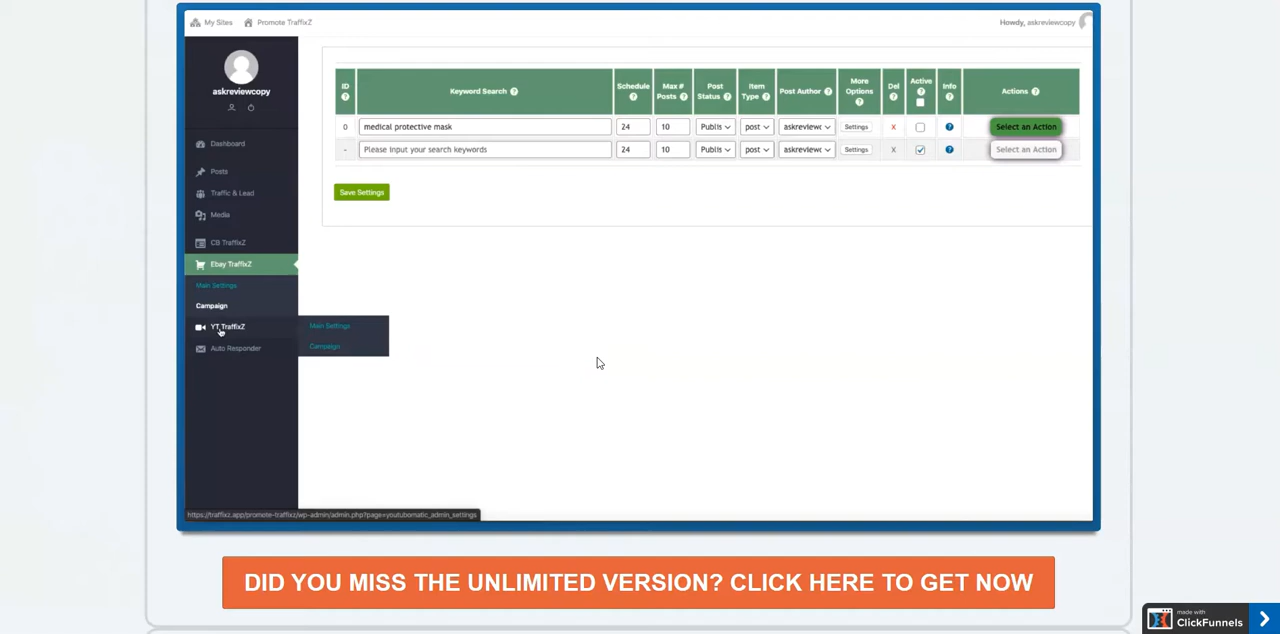 My Sites Promote TraffixZ Howdy, askreviewcopy
askreviewcopy
Dashboard
Posts
Traffic & Lead
Media
CB TraffixZ
Ebay TraffixZ
Main Settings
Campaign
YT TraffixZ
Auto Responder
Main Settings
Campaign
ID Keyword Search Schedule Max # Posts Post Status Item Type Post Author More Options Del Active Info Actions
0 medical protective mask 24 10 Publis post askreviewc Settings X Select an Action
- Please input your search keywords 24 10 Publis post askreviewc Settings X Select an Action
Save Settings
https://traffixz.app/promote-traffixz/wp-admin/admin.php?page=youtubomatic_admin_settings
DID YOU MISS THE UNLIMITED VERSION? CLICK HERE TO GET NOW
made with
ClickFunnels